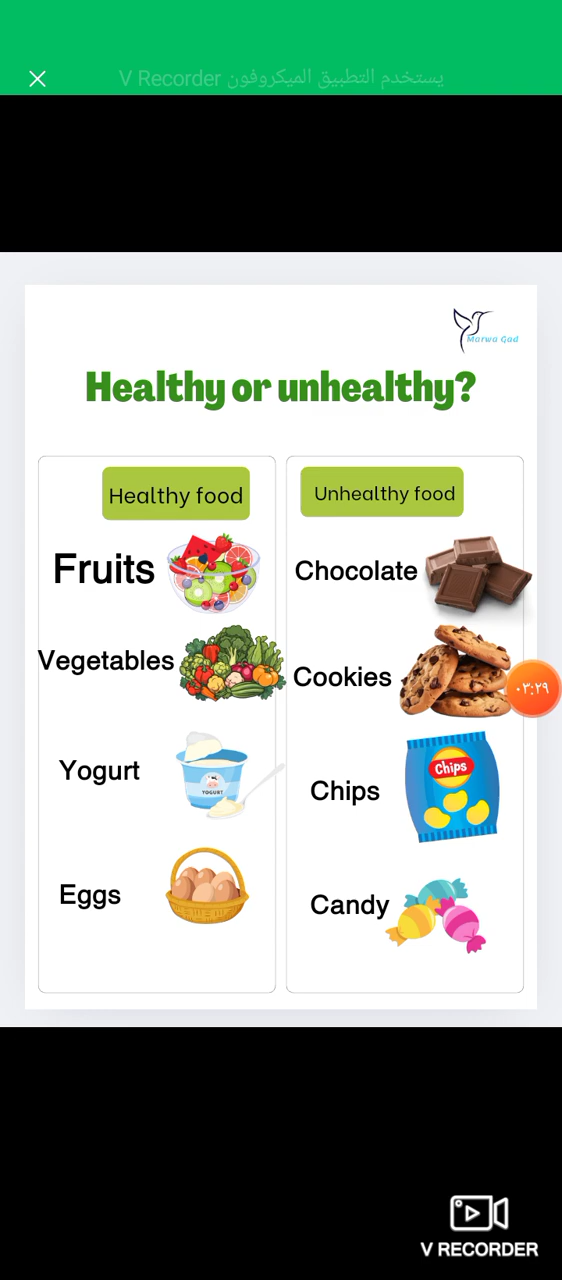 يستخدم التطبيق الميكروفون V Recorder
Marwa Gad
Healthy or unhealthy?
Healthy food
Fruits
Vegetables
Yogurt
YOGURT
Eggs
Unhealthy food
Chocolate
Cookies
٠٣:٢٩
Chips
Chips
Candy
V RECORDER